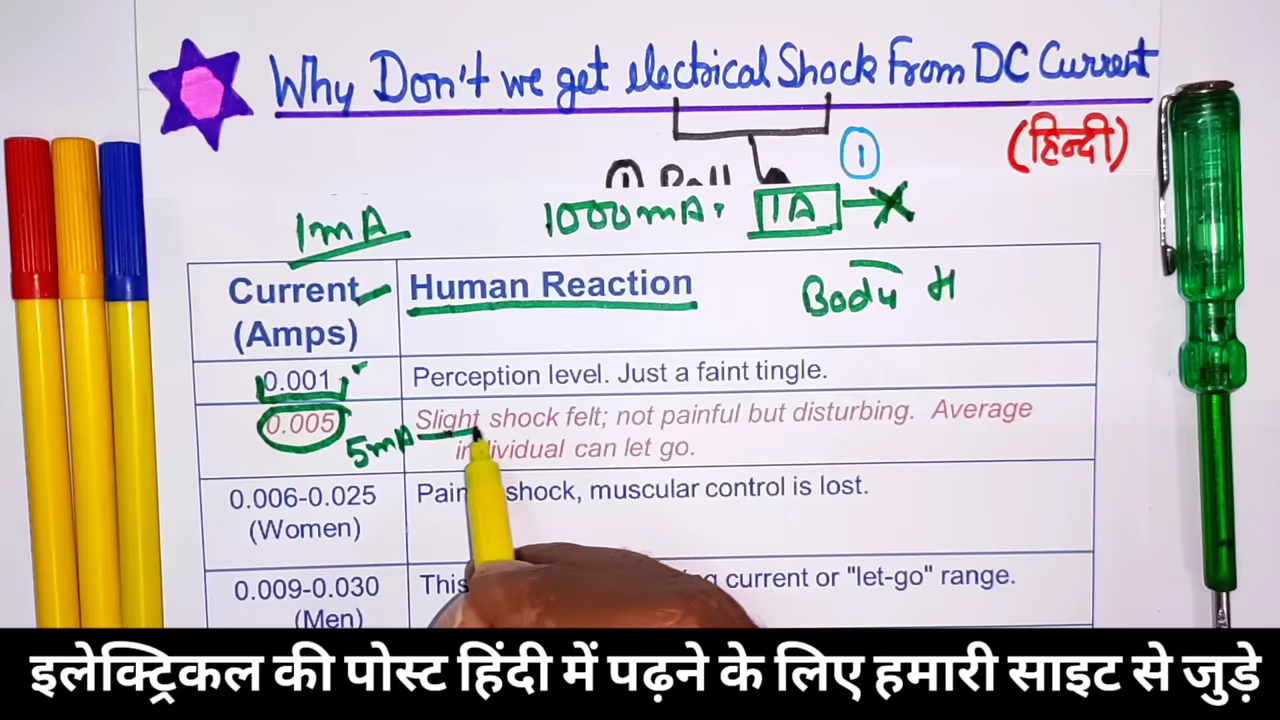 Why Don't we get electrical Shock From DC Current
(हिन्दी)
①
1mA
1000mA = 1A
Current Human Reaction
(Amps)
Body म
0.001 Perception level. Just a faint tingle.
0.005 Slight shock felt; not painful but disturbing. Average
5mA individual can let go.
0.006-0.025 shock, muscular control is lost.
(Women)
0.009-0.030 This current or "let-go" range.
(Men)
इलेक्ट्रिकल की पोस्ट हिंदी में पढ़ने के लिए हमारी साइट से जुड़े